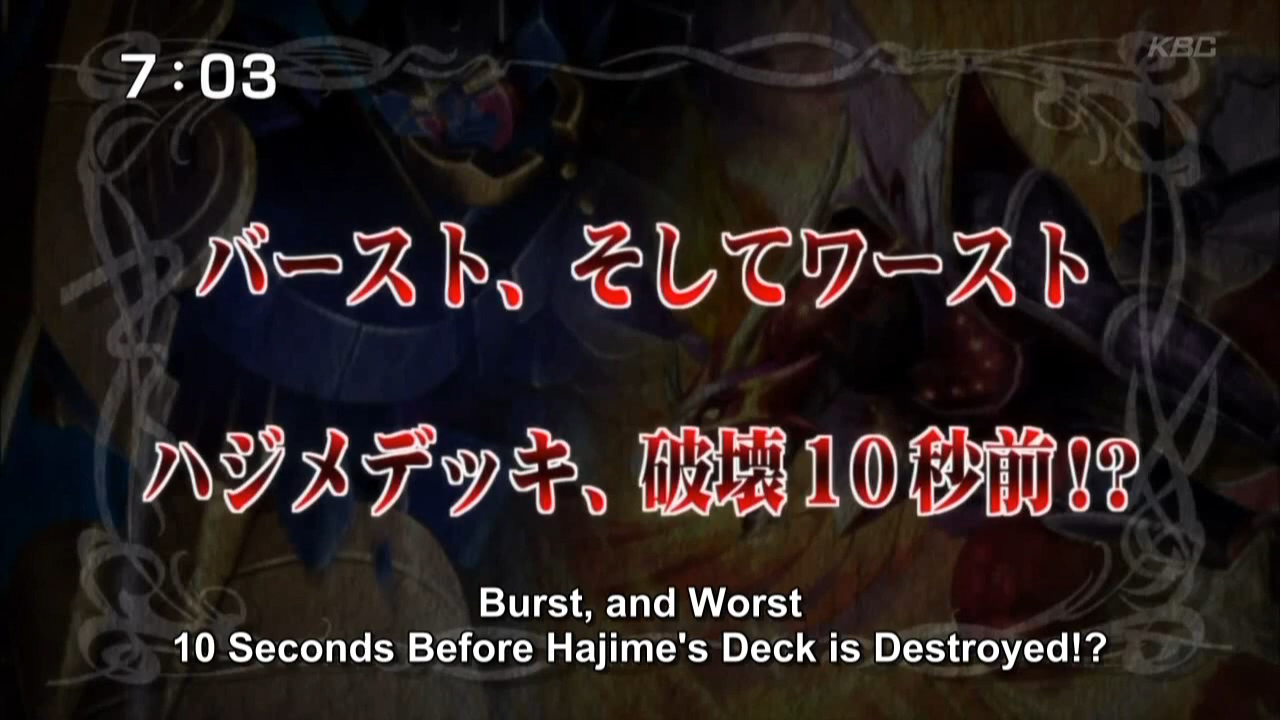 7:03
KBC
バースト、そしてワースト
ハジメデッキ、破壊10秒前!?
Burst, and Worst
10 Seconds Before Hajime's Deck is Destroyed!?